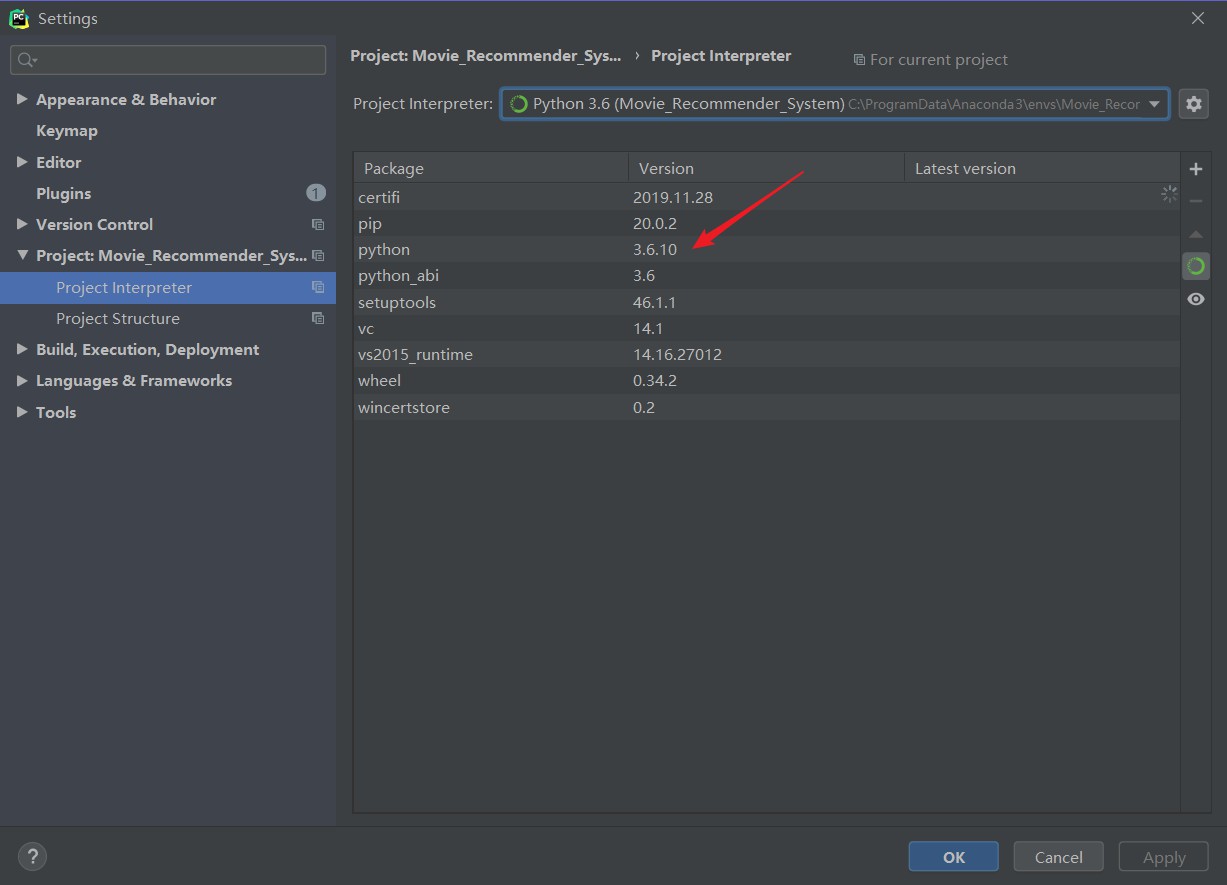 Settings
Project: Movie_Recommender_Sys... › Project Interpreter For current project
Project Interpreter: Python 3.6 (Movie_Recommender_System) C:\ProgramData\Anaconda3\envs\Movie_Recor
Appearance & Behavior
Keymap
Editor
Plugins 1
Version Control
Project: Movie_Recommender_Sys...
Project Interpreter
Project Structure
Build, Execution, Deployment
Languages & Frameworks
Tools
Package Version Latest version
certifi 2019.11.28
pip 20.0.2
python 3.6.10
python_abi 3.6
setuptools 46.1.1
vc 14.1
vs2015_runtime 14.16.27012
wheel 0.34.2
wincertstore 0.2
? OK Cancel Apply